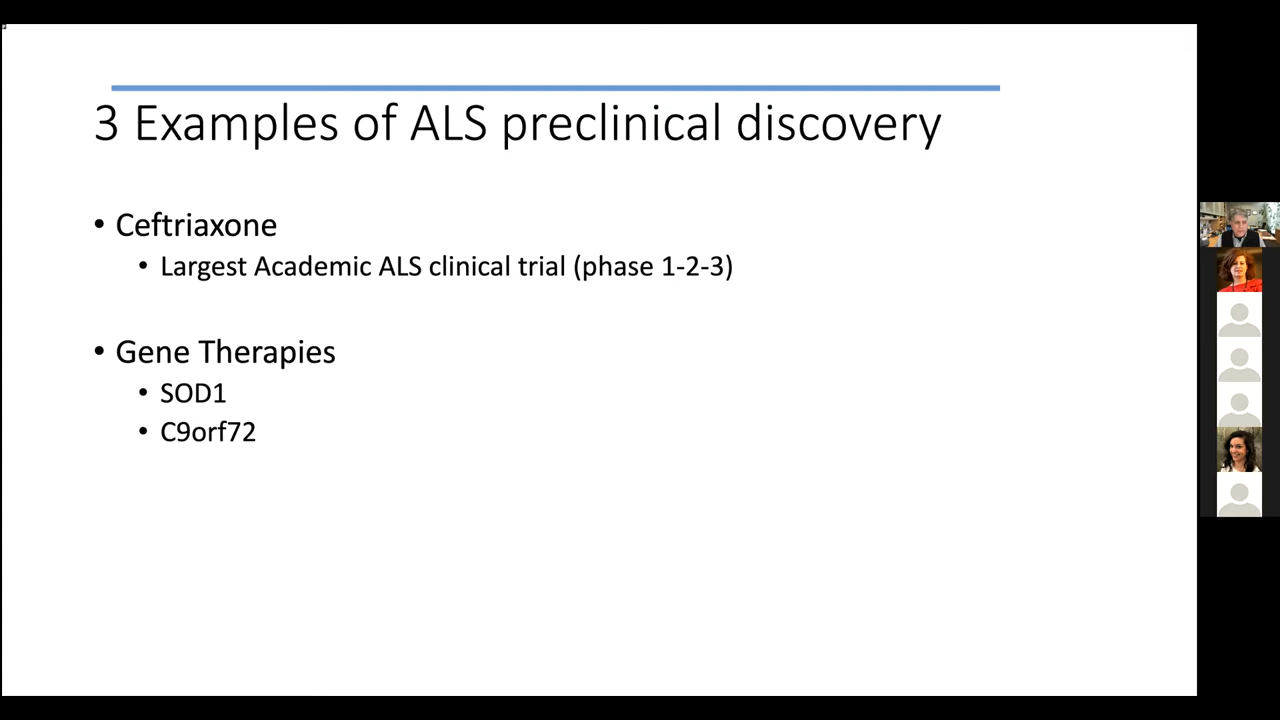 3 Examples of ALS preclinical discovery
• Ceftriaxone
• Largest Academic ALS clinical trial (phase 1-2-3)
• Gene Therapies
• SOD1
• C9orf72